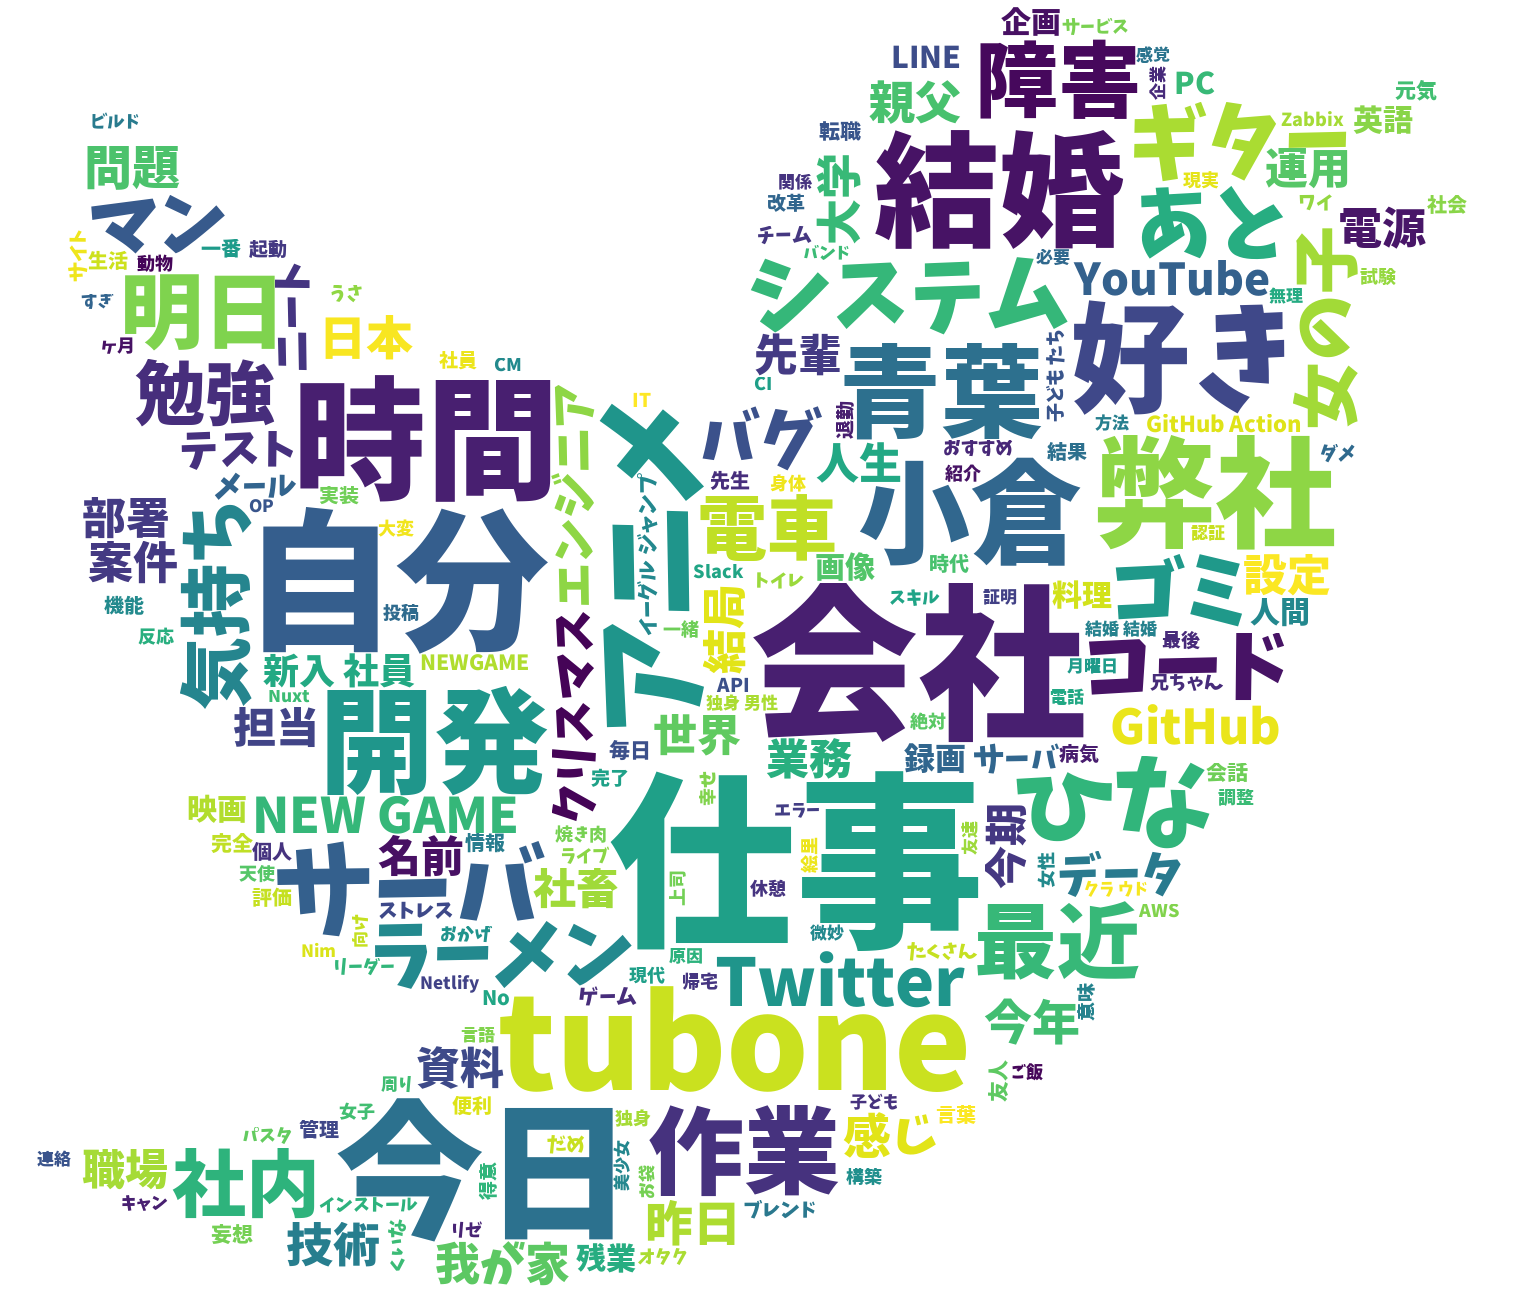 企画
サービス
LINE
障害
感覚
企業
PC
元気
親父
ギター
Zabbix
英語
ビルド
転職
結婚
運用
問題
大学
関係
現実
改革
あと
ワイ
社会
マン
電源
チーム
一番
起動
バンド
必要
サイト
生活
動物
システム
YouTube
女の子
試験
すぎ
明日
ニート
うさ
無理
ヶ月
日本
先輩
好き
勉強
社員
CM
青葉
子どもたち
CI
時間
エンジニア
IT
バグ
退勤
方法
GitHub Action
テスト
アニメ
人生
おすすめ
結果
弊社
ダメ
メール
実装
イーグル ジャンプ
先生
身体
紹介
小倉
部署
OP
気持ち
大変
電車
認証
案件
自分
Slack
トイレ
画像
時代
ゴミ
設定
機能
投稿
結局
スキル
証明
料理
人間
反応
クリスマス
一緒
会社
結婚 結婚
最後
新入 社員
NEWGAME
API
月曜日
コード
兄ちゃん
Nuxt
開発
独身 男性
電話
担当
世界
絶対
GitHub
毎日
業務
録画
サーバ
病気
完了
幸せ
ひな
会話
映画
NEW GAME
仕事
エラー
調整
焼き肉
今期
完全
個人
サーバ
名前
情報
ライブ
絵里
友達
女性
データ
天使
評価
社畜
上司
休憩
クラウド
ストレス
最近
AWS
向け
ラーメン
おかげ
微妙
Nim
リーダー
原因
たくさん
Netlify
現代
帰宅
Twitter
No
ゲーム
tubone
今年
意味
言語
資料
友人
ご飯
周り
便利
子ども
女子
今日
独身
作業
感じ
言葉
パスタ
管理
だめ
連絡
職場
社内
得意
美少女
お袋
構築
キャン
インストール
昨日
ブレンド
妄想
技術
くいな
リゼ
我が家
残業
オタク